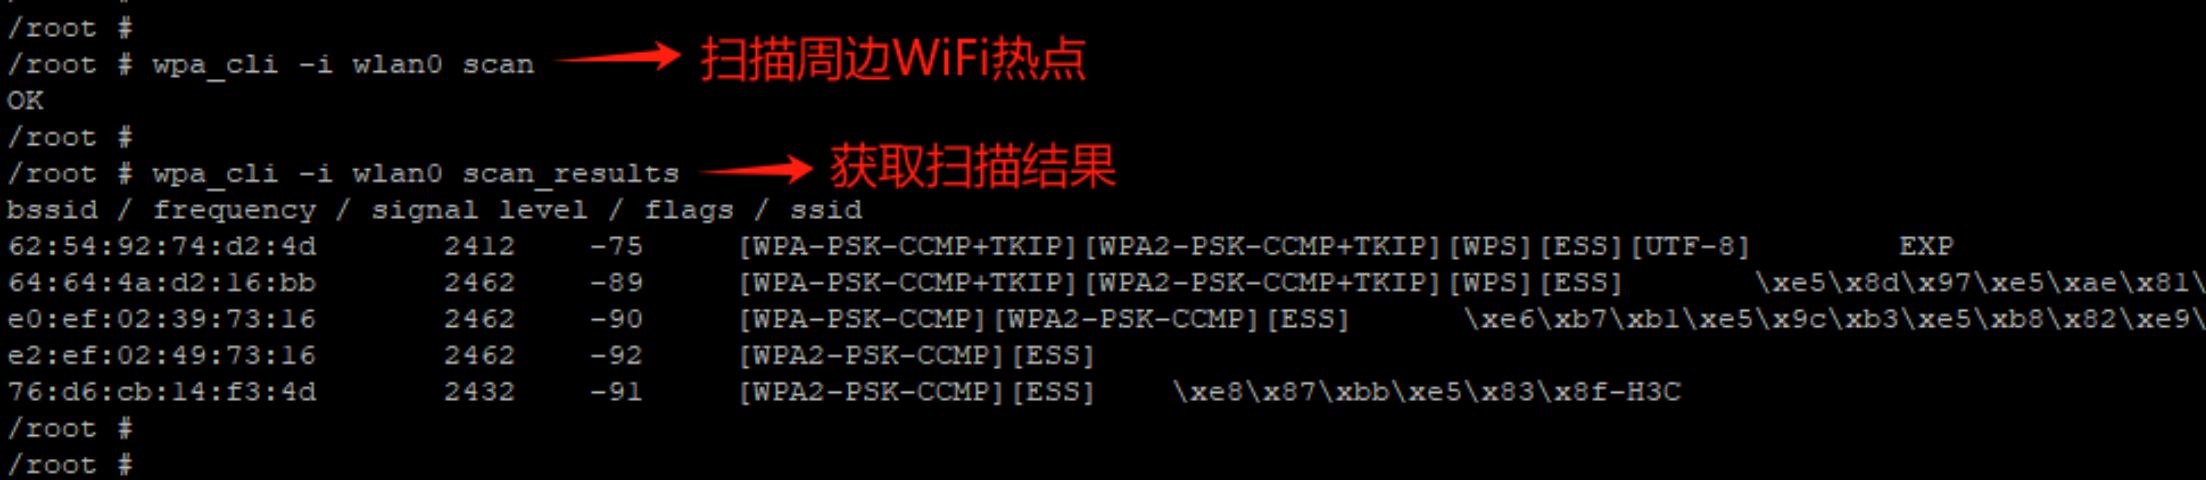 /root #
/root # wpa_cli -i wlan0 scan 扫描周边WiFi热点
OK
/root #
/root # wpa_cli -i wlan0 scan_results 获取扫描结果
bssid / frequency / signal level / flags / ssid
62:54:92:74:d2:4d 2412 -75 [WPA-PSK-CCMP+TKIP][WPA2-PSK-CCMP+TKIP][WPS][ESS][UTF-8] EXP
64:64:4a:d2:16:bb 2462 -89 [WPA-PSK-CCMP+TKIP][WPA2-PSK-CCMP+TKIP][WPS][ESS] \xe5\x8d\x97\xe5\xae\x81\
e0:ef:02:39:73:16 2462 -90 [WPA-PSK-CCMP][WPA2-PSK-CCMP][ESS] \xe6\xb7\xb1\xe5\x9c\xb3\xe5\xb8\x82\xe9\
e2:ef:02:49:73:16 2462 -92 [WPA2-PSK-CCMP][ESS]
76:d6:cb:14:f3:4d 2432 -91 [WPA2-PSK-CCMP][ESS] \xe8\x87\xbb\xe5\x83\x8f-H3C
/root #
/root #